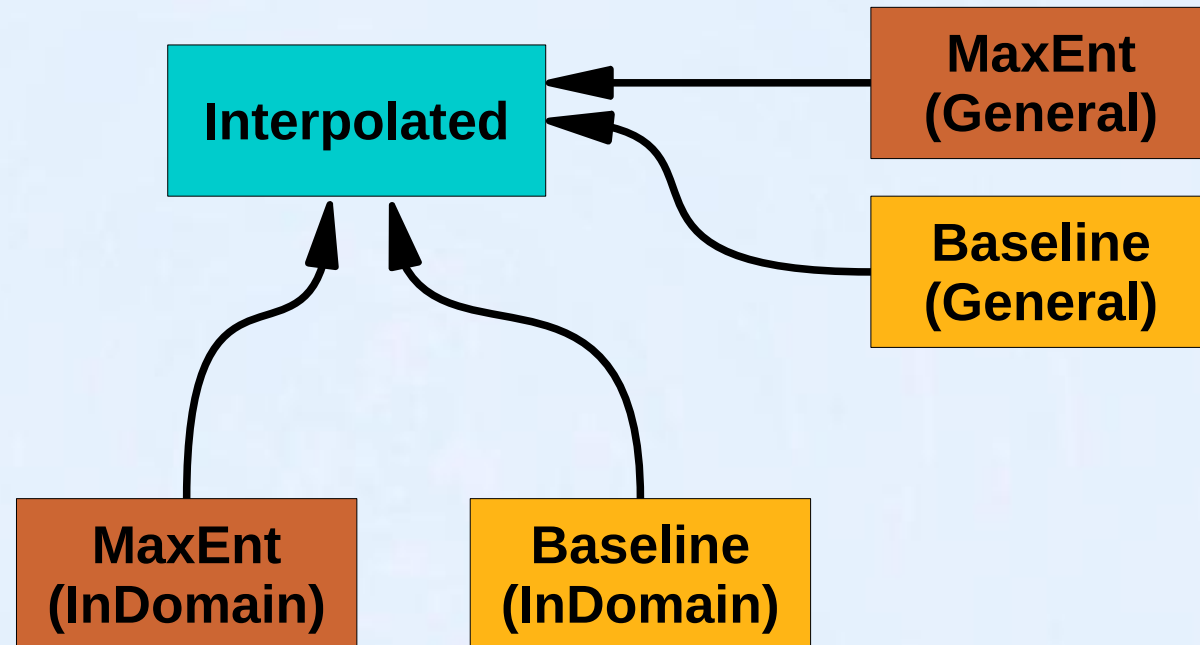 MaxEnt
(General)
Interpolated
Baseline
(General)
MaxEnt
(InDomain)
Baseline
(InDomain)